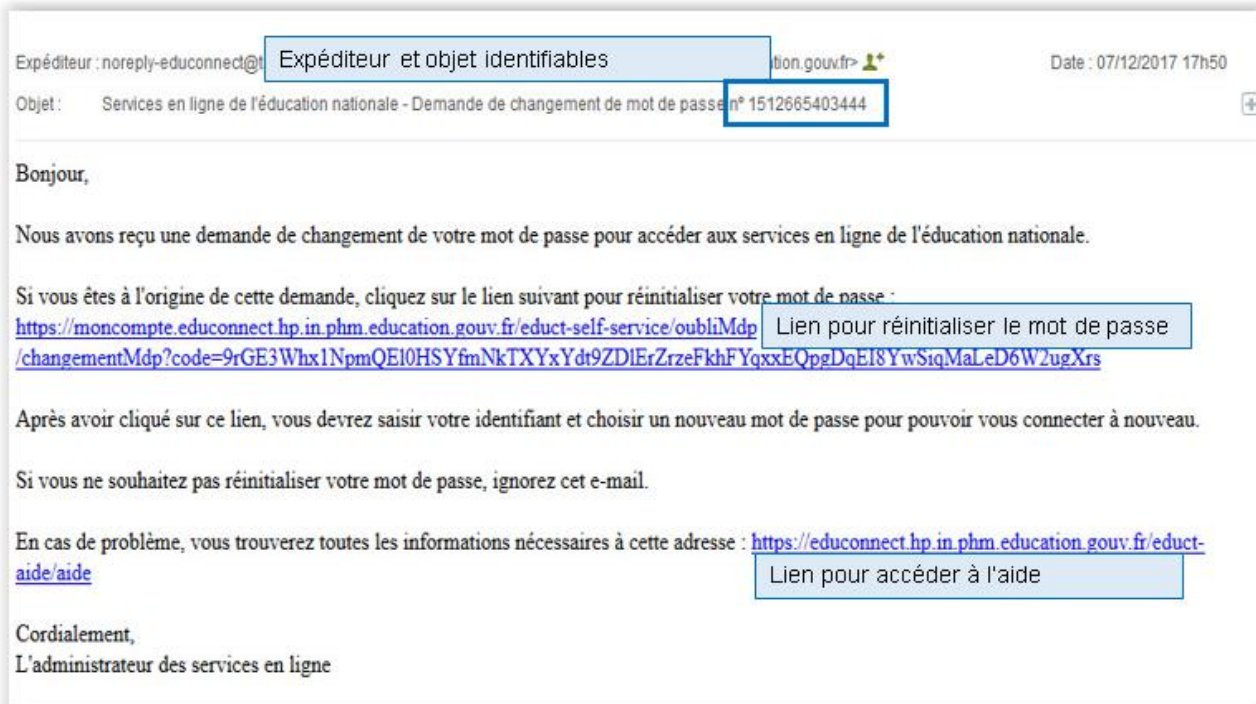 Expéditeur : noreply-educonnect@t Expéditeur et objet identifiables ation.gouv.fr> Date : 07/12/2017 17h50
Objet : Services en ligne de l'éducation nationale - Demande de changement de mot de passe n° 1512665403444
Bonjour,
Nous avons reçu une demande de changement de votre mot de passe pour accéder aux services en ligne de l'éducation nationale.
Si vous êtes à l'origine de cette demande, cliquez sur le lien suivant pour réinitialiser votre mot de passe :
https://moncompte.educonnect.hp.in.phm.education.gouv.fr/educt-self-service/oubliMdp Lien pour réinitialiser le mot de passe
/changementMdp?code=9rGE3Whx1NpmQEl0HSYfmNkTXYxYdt9ZDlErZrzeFkhFYqxxEQpgDqEI8YwSiqMaLeD6W2ugXrs
Après avoir cliqué sur ce lien, vous devrez saisir votre identifiant et choisir un nouveau mot de passe pour pouvoir vous connecter à nouveau.
Si vous ne souhaitez pas réinitialiser votre mot de passe, ignorez cet e-mail.
En cas de problème, vous trouverez toutes les informations nécessaires à cette adresse : https://educonnect.hp.in.phm.education.gouv.fr/educt-
aide/aide
Lien pour accéder à l'aide
Cordialement,
L'administrateur des services en ligne